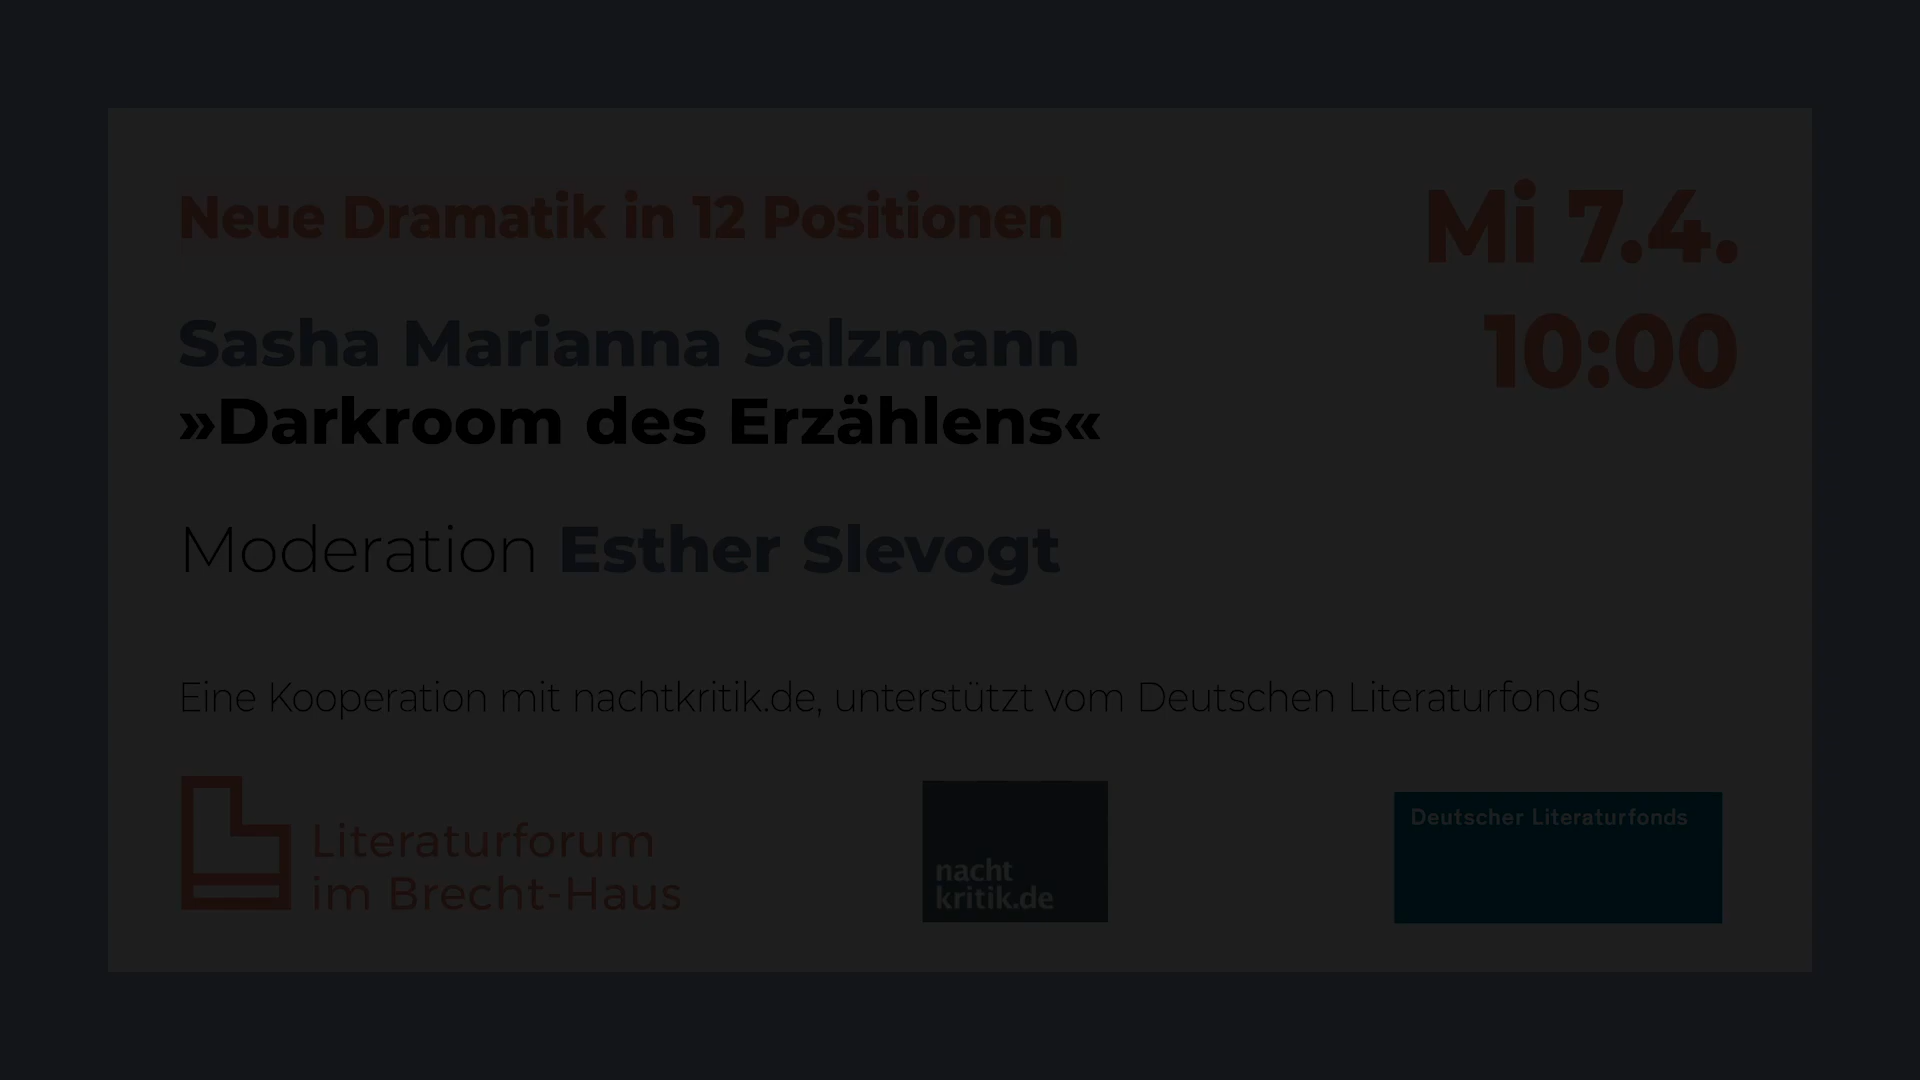 Neue Dramatik in 12 Positionen
Mi 7.4.
10:00
Sasha Marianna Salzmann
»Darkroom des Erzählens«
Moderation Esther Slevogt
Eine Kooperation mit nachtkritik.de, unterstützt vom Deutschen Literaturfonds
Literaturforum
im Brecht-Haus
nacht
kritik.de
Deutscher Literaturfonds